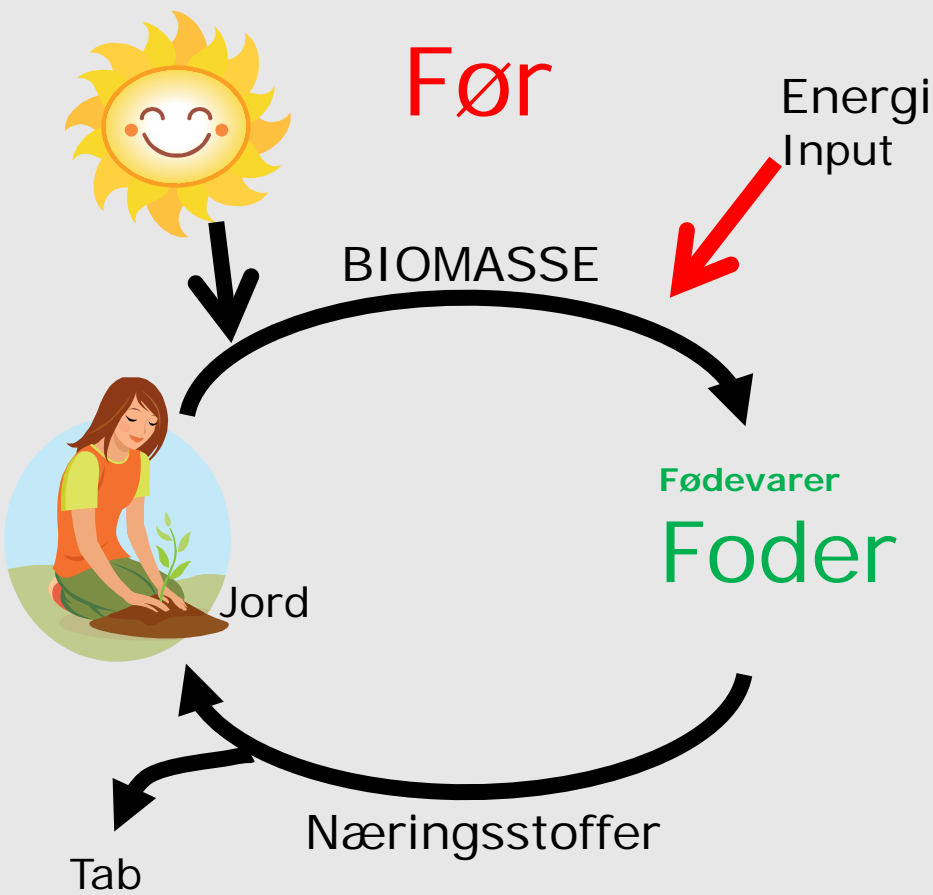 Før
Energi
Input
BIOMASSE
Fødevarer
Foder
Jord
Næringsstoffer
Tab